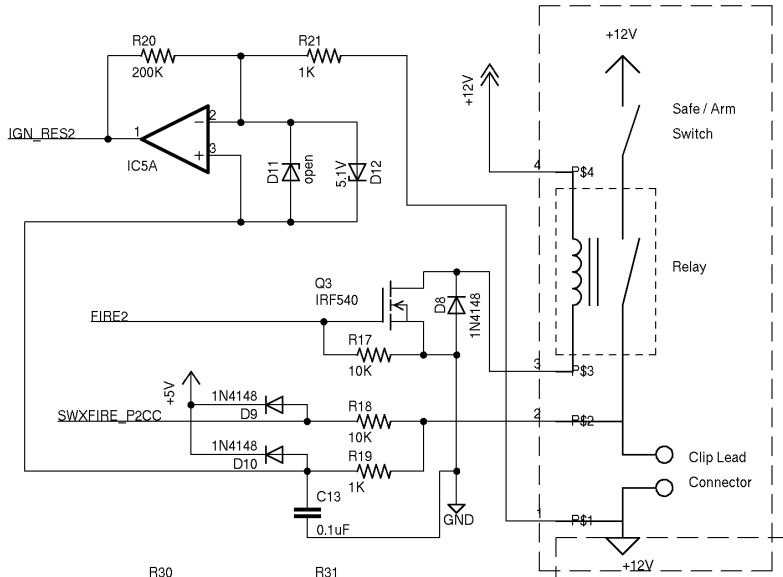 +12V
R20
R21
200K
1K
+12V
Safe / Arm
Switch
IGN_RES2
1
2
3
IC5A
D11
open
5.1V
D12
4
P$4
Relay
Q3
IRF540
D8
1N4148
FIRE2
R17
10K
3
P$3
+5V
1N4148
D9
SWXFIRE_P2CC
R18
10K
2
P$2
1N4148
D10
R19
1K
Clip Lead
Connector
C13
0.1uF
GND
1
P$1
+12V
R30
R31